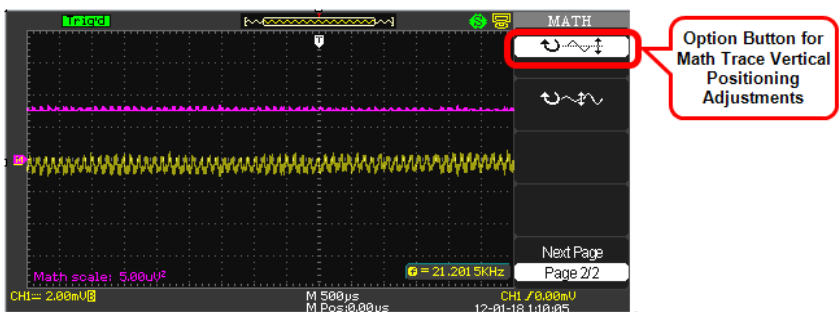 Trig'd
MATH
Option Button for
Math Trace Vertical
Positioning
Adjustments
Math scale: 5.00uV²
f = 21.2015KHz
Next Page
Page 2/2
CH1 2.00mV B
M 500µs
CH1 0.00mV
M Pos:0.00µs
12-01-18 1:10:05